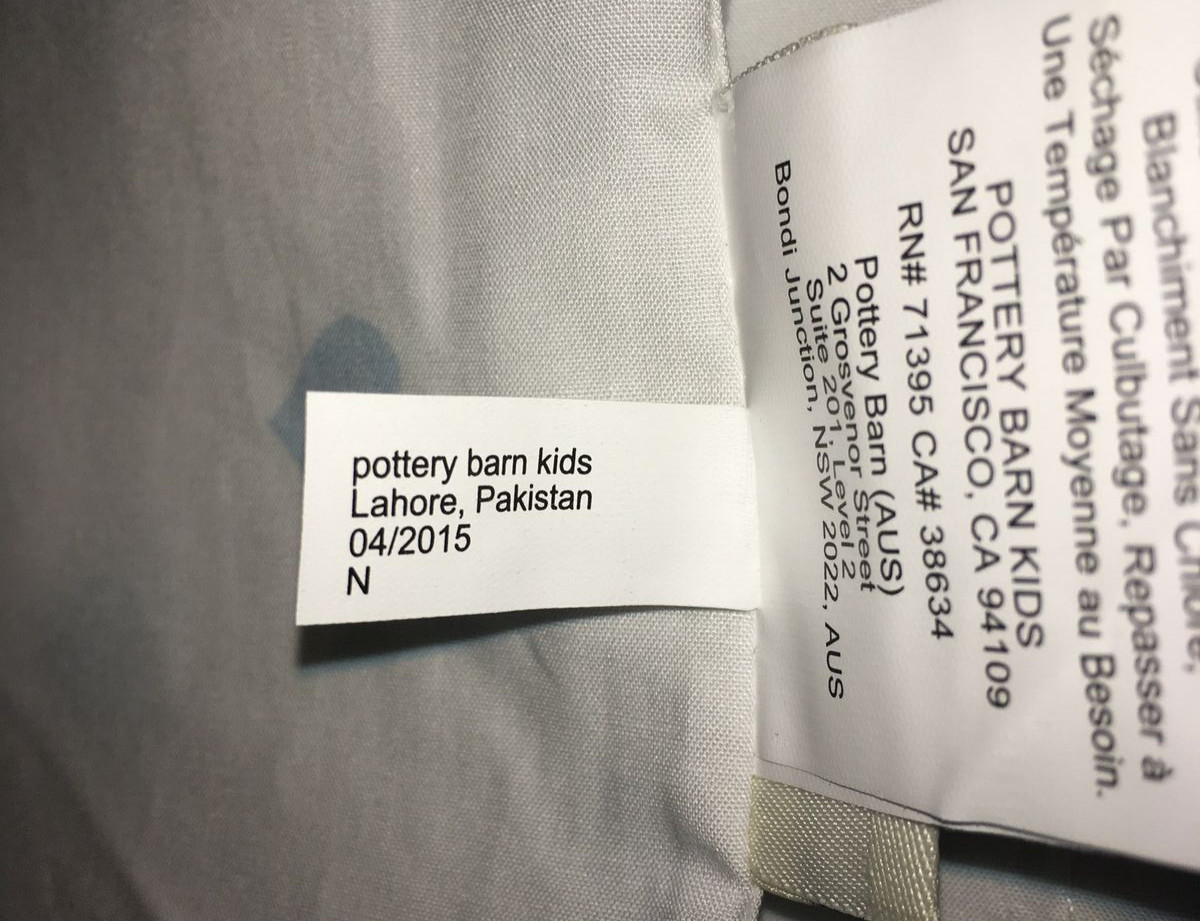 pottery barn kids
Lahore, Pakistan
04/2015
N
Blanchiment Sans
Séchage Par Culbutage, Repasser à
Une Température Moyenne au Besoin.
POTTERY BARN KIDS
SAN FRANCISCO, CA 94109
RN# 71395 CA# 38634
Pottery Barn (AUS)
2 Grosvenor Street
Suite 201, Level 2
Bondi Junction, NSW 2022, AUS